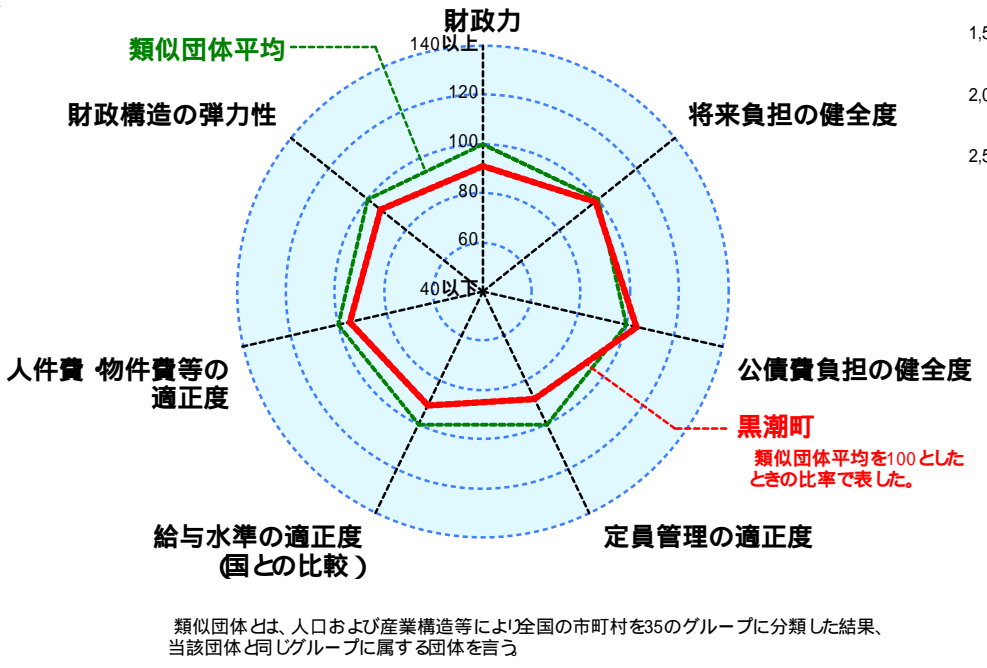 財政力
140以上
1,5
類似団体平均
120
2,0
財政構造の弾力性
将来負担の健全度
100
2,5
80
60
40以下
人件費・物件費等の
適正度
公債費負担の健全度
黒潮町
類似団体平均を100とした
ときの比率で表した。
給与水準の適正度
(国との比較)
定員管理の適正度
類似団体とは、人口および産業構造等により全国の市町村を35のグループに分類した結果、
当該団体と同じグループに属する団体を言う